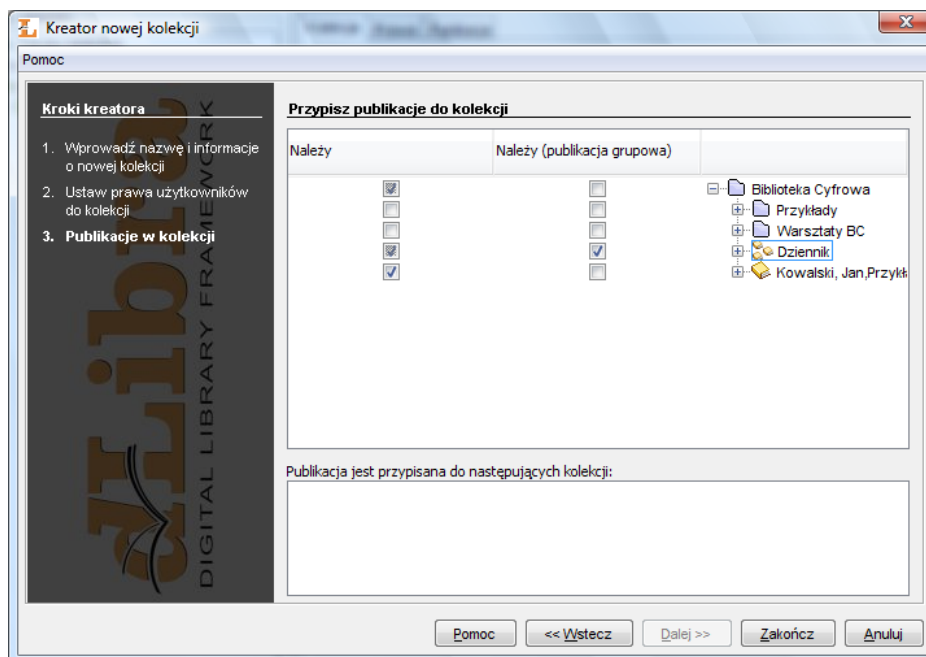 Kreator nowej kolekcji
Pomoc
Kroki kreatora
1. Wprowadź nazwę i informacje
o nowej kolekcji
2. Ustaw prawa użytkowników
do kolekcji
3. Publikacje w kolekcji
dLibra
DIGITAL LIBRARY FRAMEWORK
Przypisz publikacje do kolekcji
Należy Należy (publikacja grupowa)
Biblioteka Cyfrowa
Przykłady
Warsztaty BC
Dziennik
Kowalski, Jan,Przykł
Publikacja jest przypisana do następujących kolekcji:
Pomoc << Wstecz Dalej >> Zakończ Anuluj